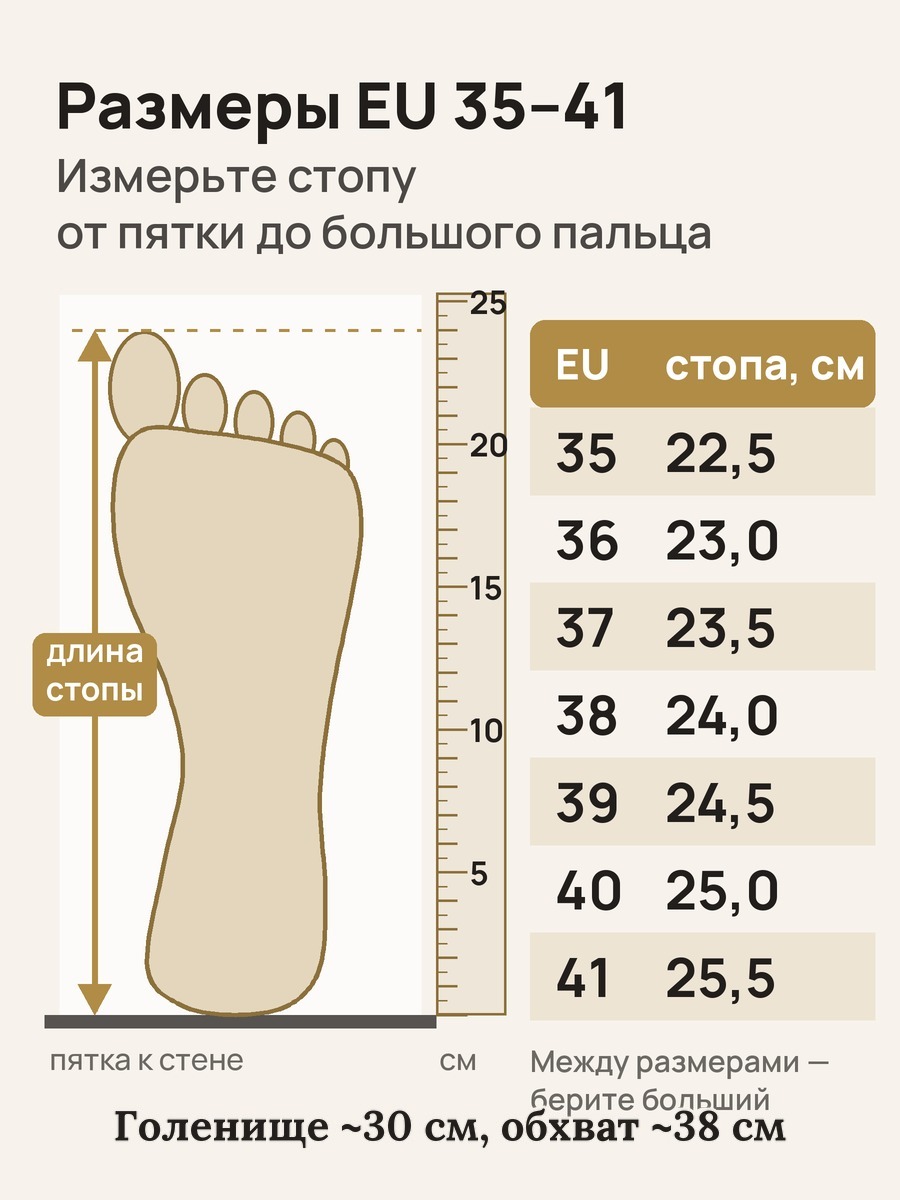 Размеры EU 35–41
Измерьте стопу
от пятки до большого пальца
25
20
15
10
5
длина
стопы
EU стопа, см
35 22,5
36 23,0
37 23,5
38 24,0
39 24,5
40 25,0
41 25,5
пятка к стене
см
Между размерами —
берите больший
Голенище ~30 см, обхват ~38 см